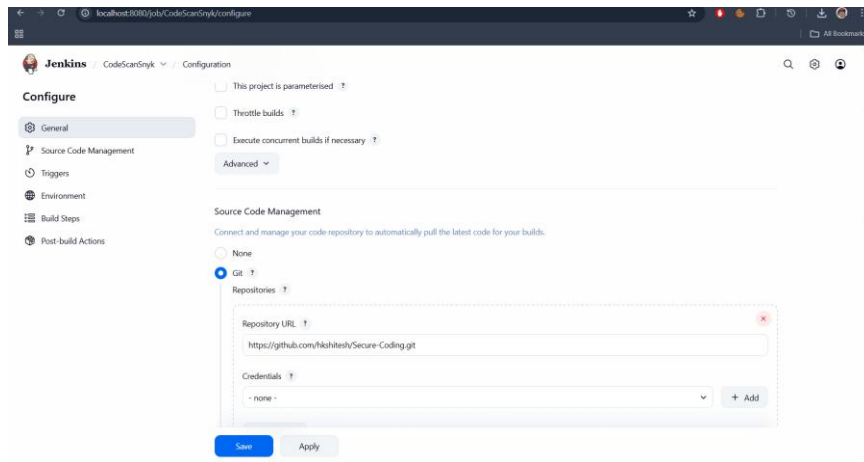 localhost:8080/job/CodeScanSnyk/configure
All Bookmark
Jenkins / CodeScanSnyk / Configuration
Configure
General
Source Code Management
Triggers
Environment
Build Steps
Post-build Actions
This project is parameterised ?
Throttle builds ?
Execute concurrent builds if necessary ?
Advanced
Source Code Management
Connect and manage your code repository to automatically pull the latest code for your builds.
None
Git ?
Repositories ?
Repository URL ?
https://github.com/hkshitesh/Secure-Coding.git
Credentials ?
- none -
+ Add
Save
Apply